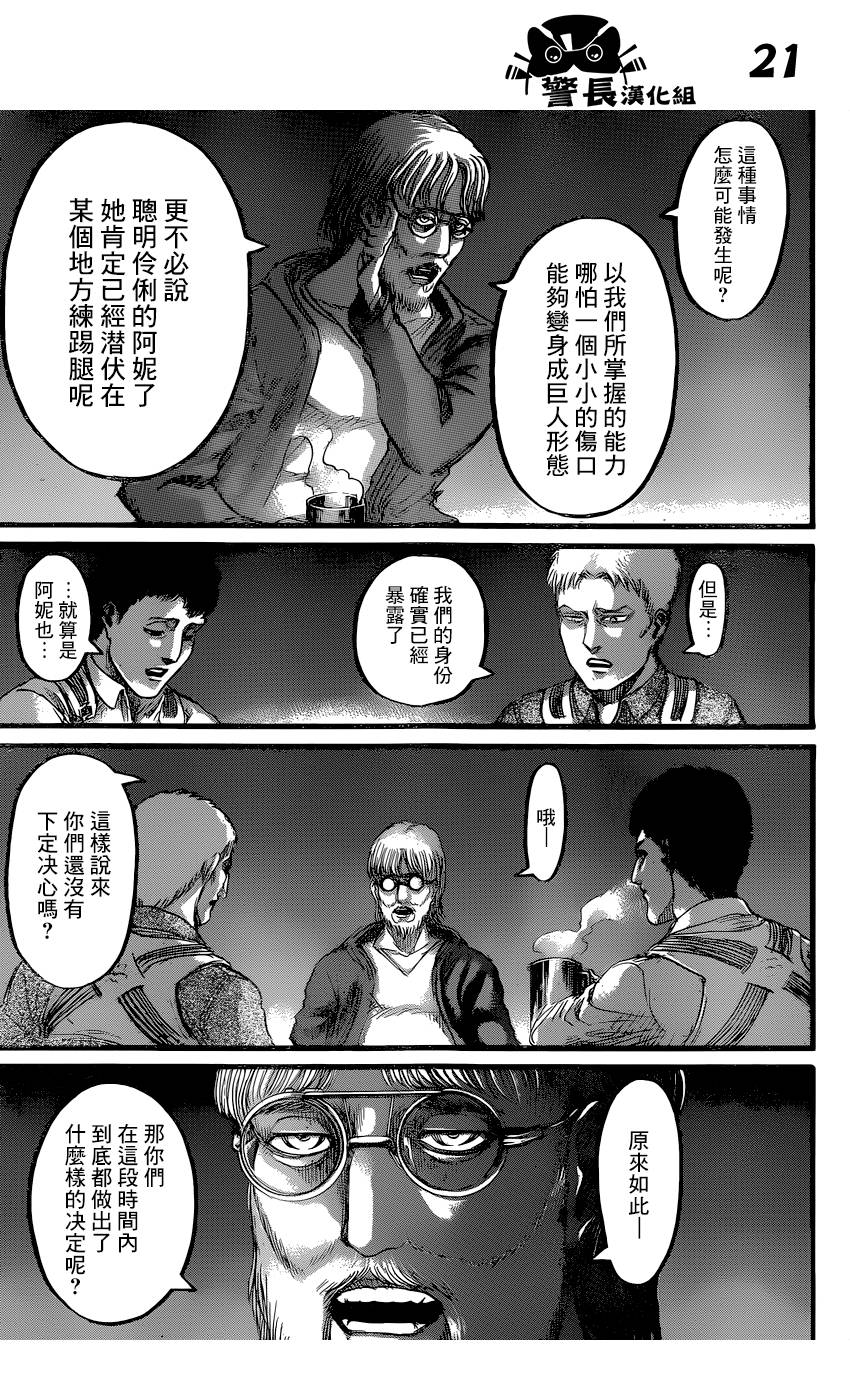 警長漢化組
21
這種事情
怎麼可能發生呢?
以我們所掌握的能力
哪怕一個小小的傷口
能夠變身成巨人形態
更不必說
聰明伶俐的阿妮了
她肯定已經潛伏在
某個地方練踢腿呢
但是…
我們的身份
確實已經
暴露了
…就算是
阿妮也…
哦—
這樣說來
你們還沒有
下定決心嗎?
原來如此—
那你們
在這段時間內
到底都做出了
什麼樣的決定呢?